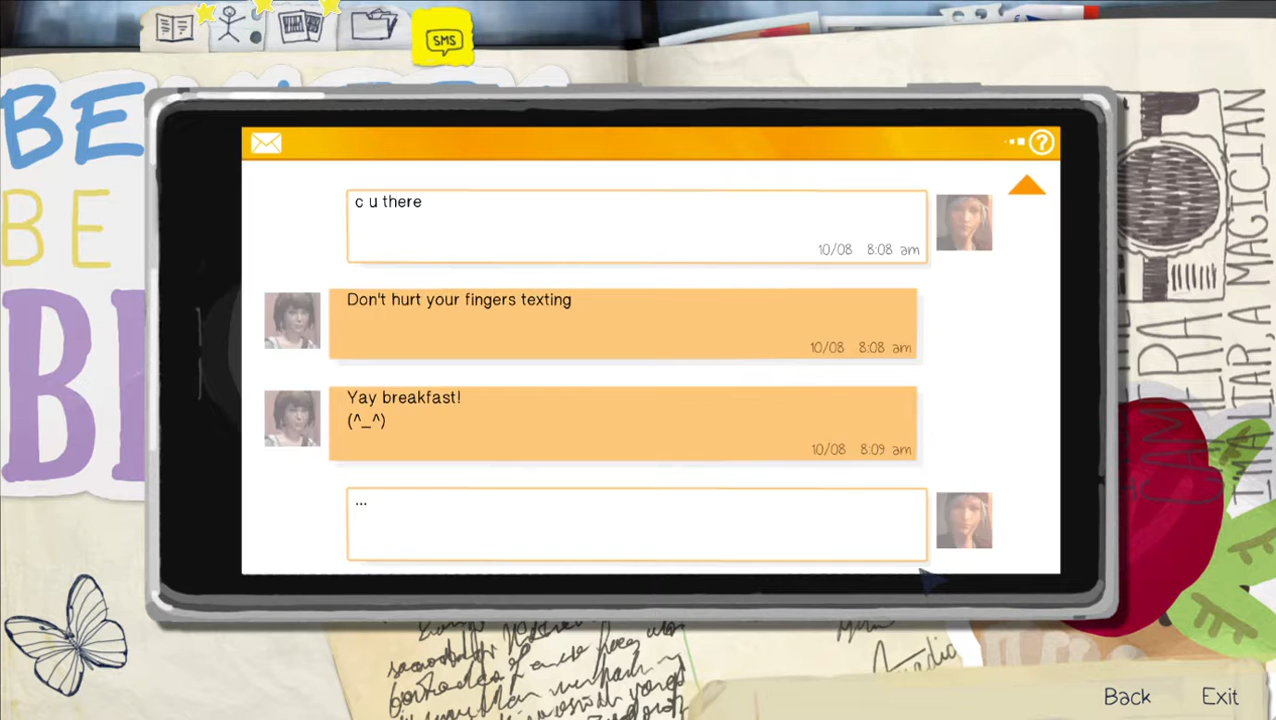 SMS
BE
BE
?
c u there
10/08 8:08 am
Don't hurt your fingers texting
10/08 8:08 am
Yay breakfast!
(^_^)
10/08 8:09 am
...
CAMERA
I'M A LIAR, A MAGICIAN
Back
Exit